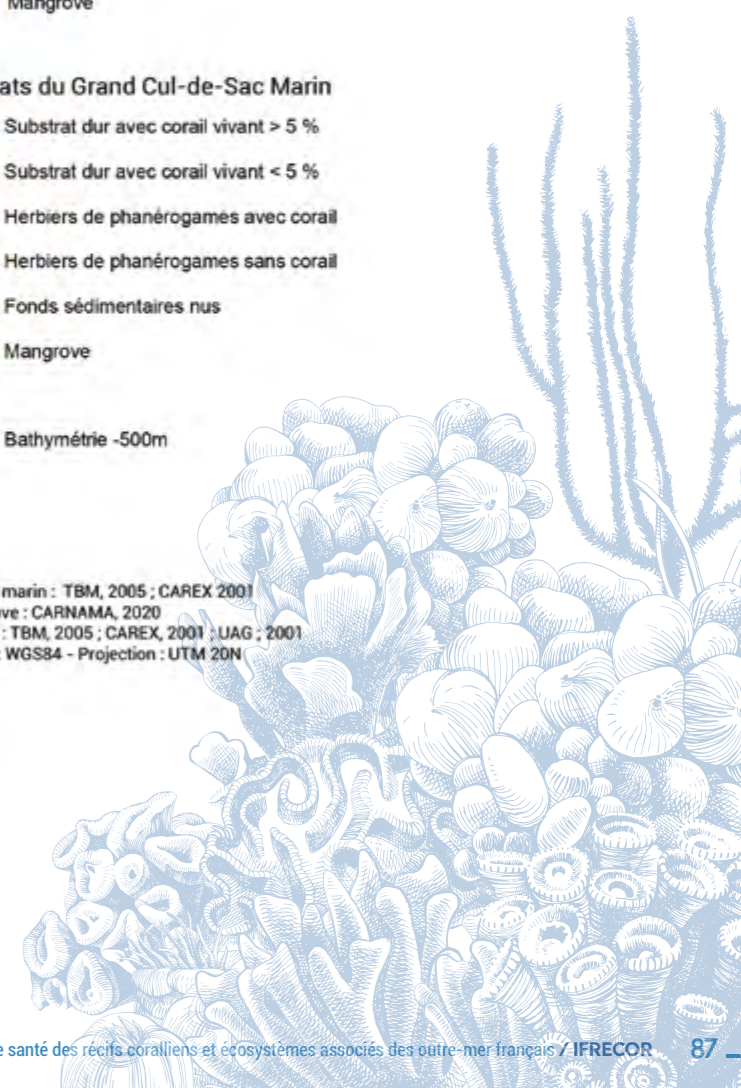 Mangrove
ats du Grand Cul-de-Sac Marin
Substrat dur avec corail vivant > 5 %
Substrat dur avec corail vivant < 5 %
Herbiers de phanérogames avec corail
Herbiers de phanérogames sans corail
Fonds sédimentaires nus
Mangrove
Bathymétrie -500m
marin : TBM, 2005 ; CAREX 2001
ve : CARNAMA, 2020
: TBM, 2005 ; CAREX, 2001 ; UAG ; 2001
: WGS84 - Projection : UTM 20N
e santé des récifs coralliens et écosystèmes associés des outre-mer français / IFRECOR 87